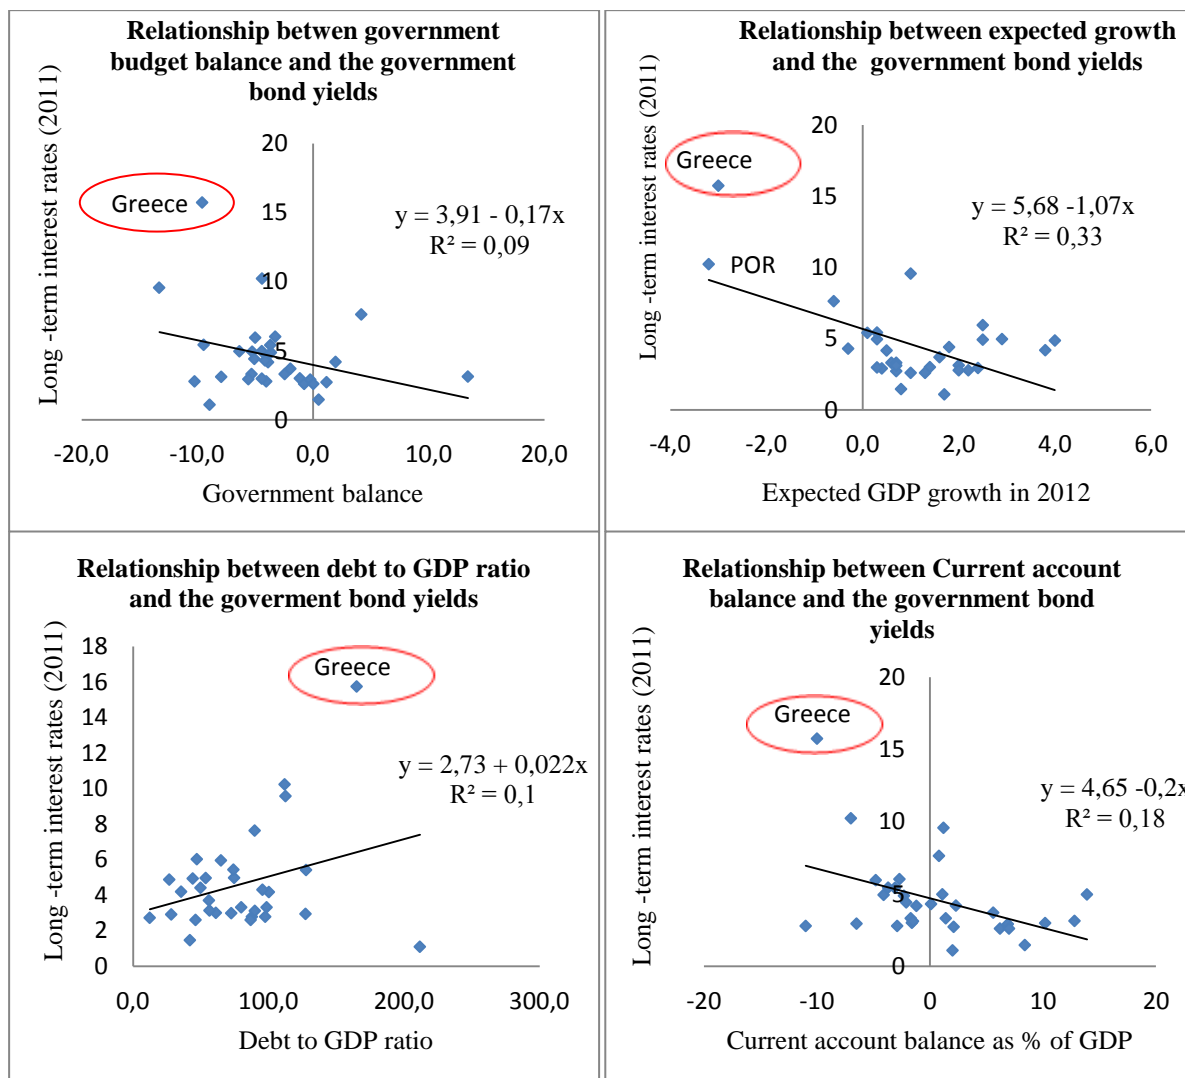 Relationship betwen government
budget balance and the government
bond yields
Long -term interest rates (2011)
20
15
10
5
0
Greece
y = 3,91 - 0,17x
R² = 0,09
-20,0 -10,0 0,0 10,0 20,0
Government balance
Relationship between expected growth
and the government bond yields
Long -term interest rates (2011)
20
15
10
5
0
Greece
POR
y = 5,68 -1,07x
R² = 0,33
-4,0 -2,0 0,0 2,0 4,0 6,0
Expected GDP growth in 2012
Relationship between debt to GDP ratio
and the goverment bond yields
Long -term interest rates (2011)
18
16
14
12
10
8
6
4
2
0
Greece
y = 2,73 + 0,022x
R² = 0,1
0,0 100,0 200,0 300,0
Debt to GDP ratio
Relationship between Current account
balance and the government bond
yields
Long -term interest rates (2011)
20
15
10
5
0
Greece
y = 4,65 -0,2x
R² = 0,18
-20 -10 0 10 20
Current account balance as % of GDP